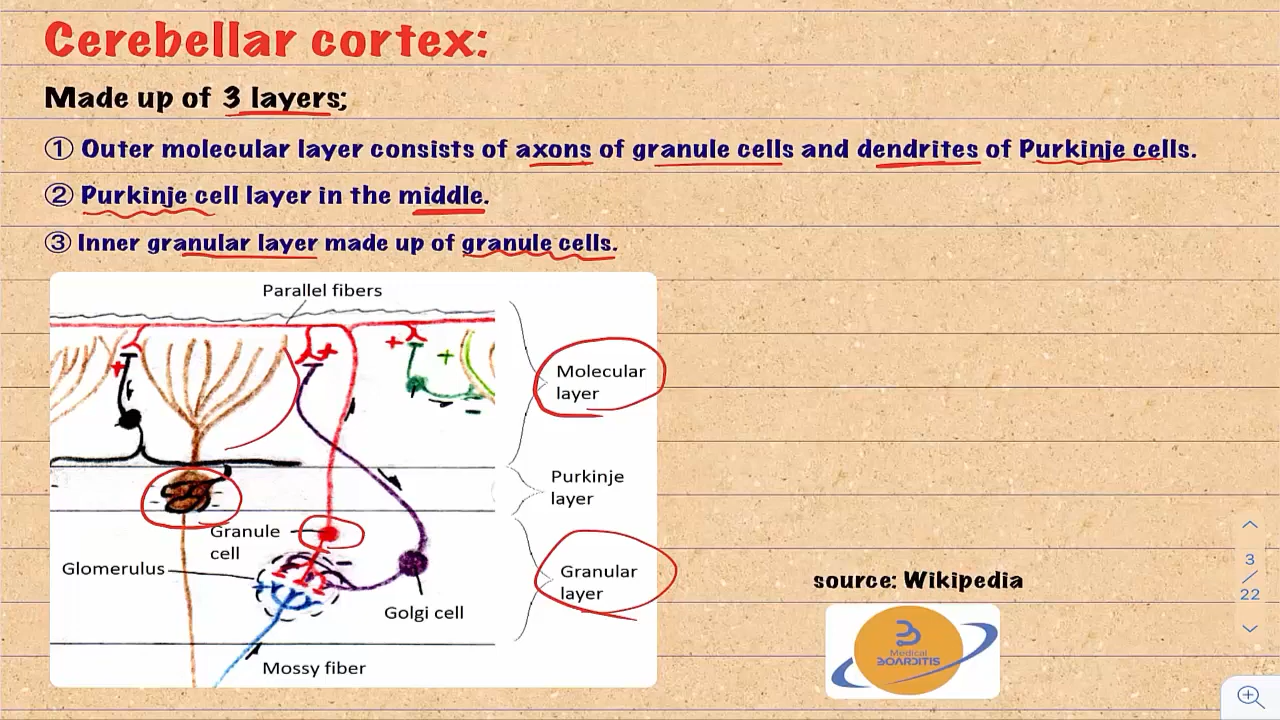 Cerebellar cortex:
Made up of 3 layers;
① Outer molecular layer consists of axons of granule cells and dendrites of Purkinje cells.
② Purkinje cell layer in the middle.
③ Inner granular layer made up of granule cells.
Parallel fibers
+
+
+
+
Molecular
layer
Purkinje
layer
Granule
cell
Glomerulus
Granular
layer
Golgi cell
Mossy fiber
source: Wikipedia
Medical
BOARDITIS
3
/
22